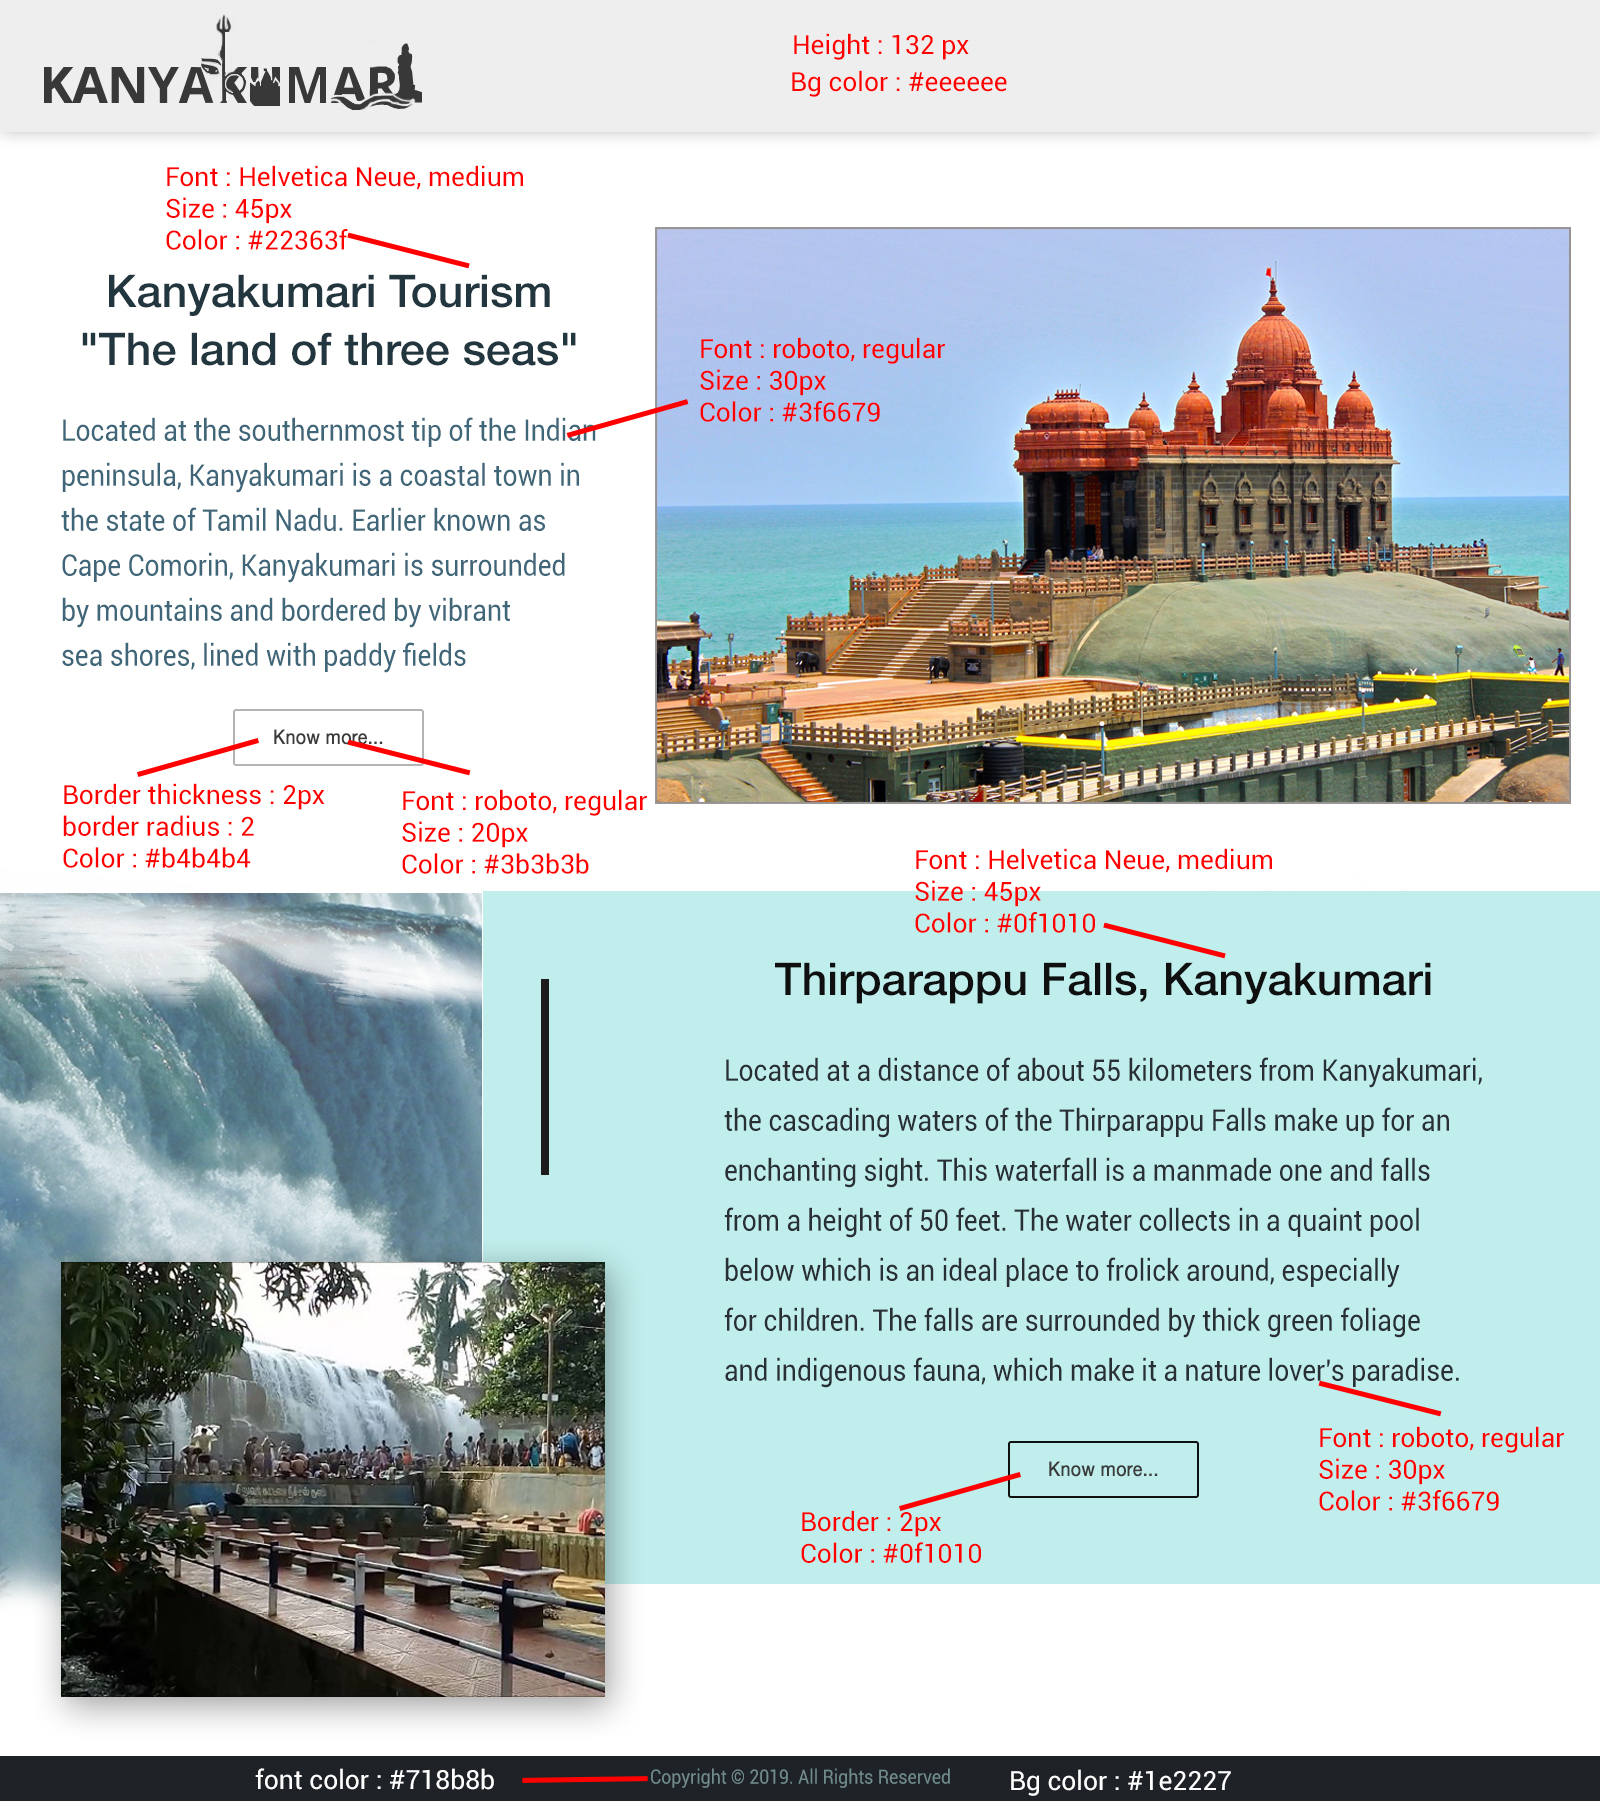 KANYAKUMARI
Height : 132 px
Bg color : #eeeeee
Font : Helvetica Neue, medium
Size : 45px
Color : #22363f
Kanyakumari Tourism
"The land of three seas"
Font : roboto, regular
Size : 30px
Color : #3f6679
Located at the southernmost tip of the Indian
peninsula, Kanyakumari is a coastal town in
the state of Tamil Nadu. Earlier known as
Cape Comorin, Kanyakumari is surrounded
by mountains and bordered by vibrant
sea shores, lined with paddy fields
Know more...
Border thickness : 2px
border radius : 2
Color : #b4b4b4
Font : roboto, regular
Size : 20px
Color : #3b3b3b
Font : Helvetica Neue, medium
Size : 45px
Color : #0f1010
Thirparappu Falls, Kanyakumari
Located at a distance of about 55 kilometers from Kanyakumari,
the cascading waters of the Thirparappu Falls make up for an
enchanting sight. This waterfall is a manmade one and falls
from a height of 50 feet. The water collects in a quaint pool
below which is an ideal place to frolick around, especially
for children. The falls are surrounded by thick green foliage
and indigenous fauna, which make it a nature lover's paradise.
Font : roboto, regular
Size : 30px
Color : #3f6679
Know more...
Border : 2px
Color : #0f1010
font color : #718b8b
Copyright © 2019. All Rights Reserved
Bg color : #1e2227